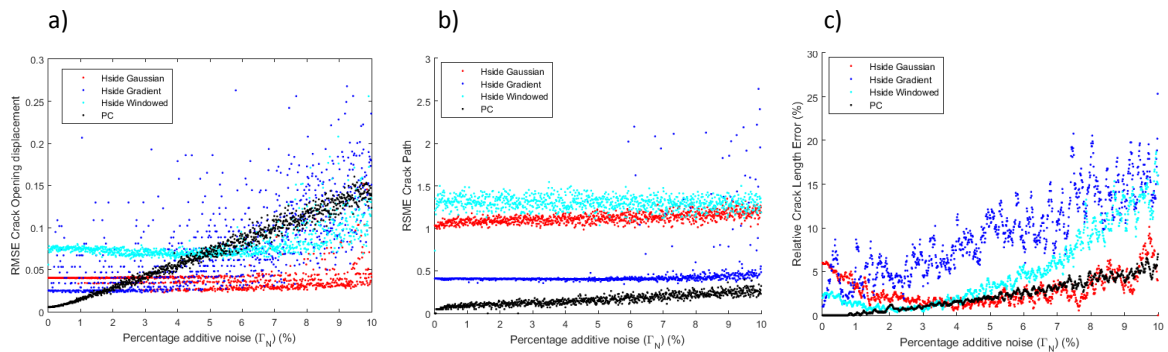 a)
0.3
0.25
0.2
0.15
0.1
0.05
0
RMSE Crack Opening displacement
Hside Gaussian
Hside Gradient
Hside Windowed
PC
0 1 2 3 4 5 6 7 8 9 10
Percentage additive noise (Γ_N) (%)
b)
3
2.5
2
1.5
1
0.5
0
RSME Crack Path
Hside Gaussian
Hside Gradient
Hside Windowed
PC
0 1 2 3 4 5 6 7 8 9 10
Percentage additive noise (Γ_N) (%)
c)
30
25
20
15
10
5
0
Relative Crack Length Error (%)
Hside Gaussian
Hside Gradient
Hside Windowed
PC
0 1 2 3 4 5 6 7 8 9 10
Percentage additive noise (Γ_N) (%)